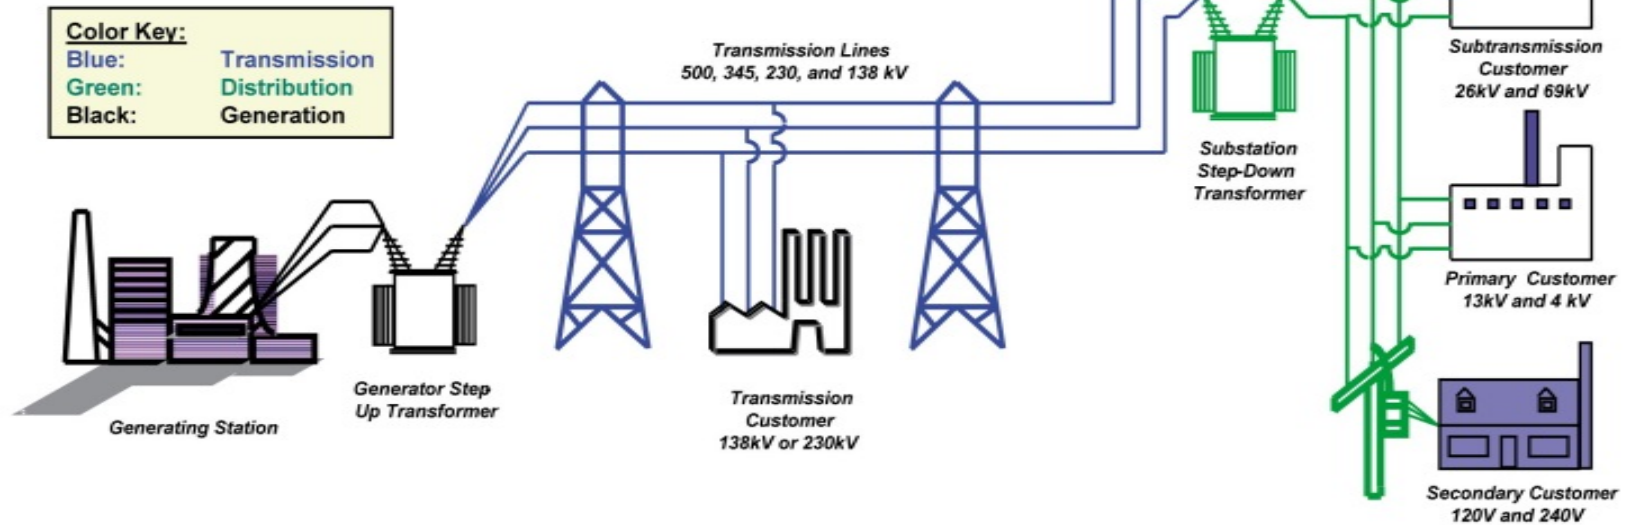 Color Key:
Blue: Transmission
Green: Distribution
Black: Generation
Transmission Lines
500, 345, 230, and 138 kV
Subtransmission
Customer
26kV and 69kV
Substation
Step-Down
Transformer
Primary Customer
13kV and 4 kV
Generating Station
Generator Step
Up Transformer
Transmission
Customer
138kV or 230kV
Secondary Customer
120V and 240V